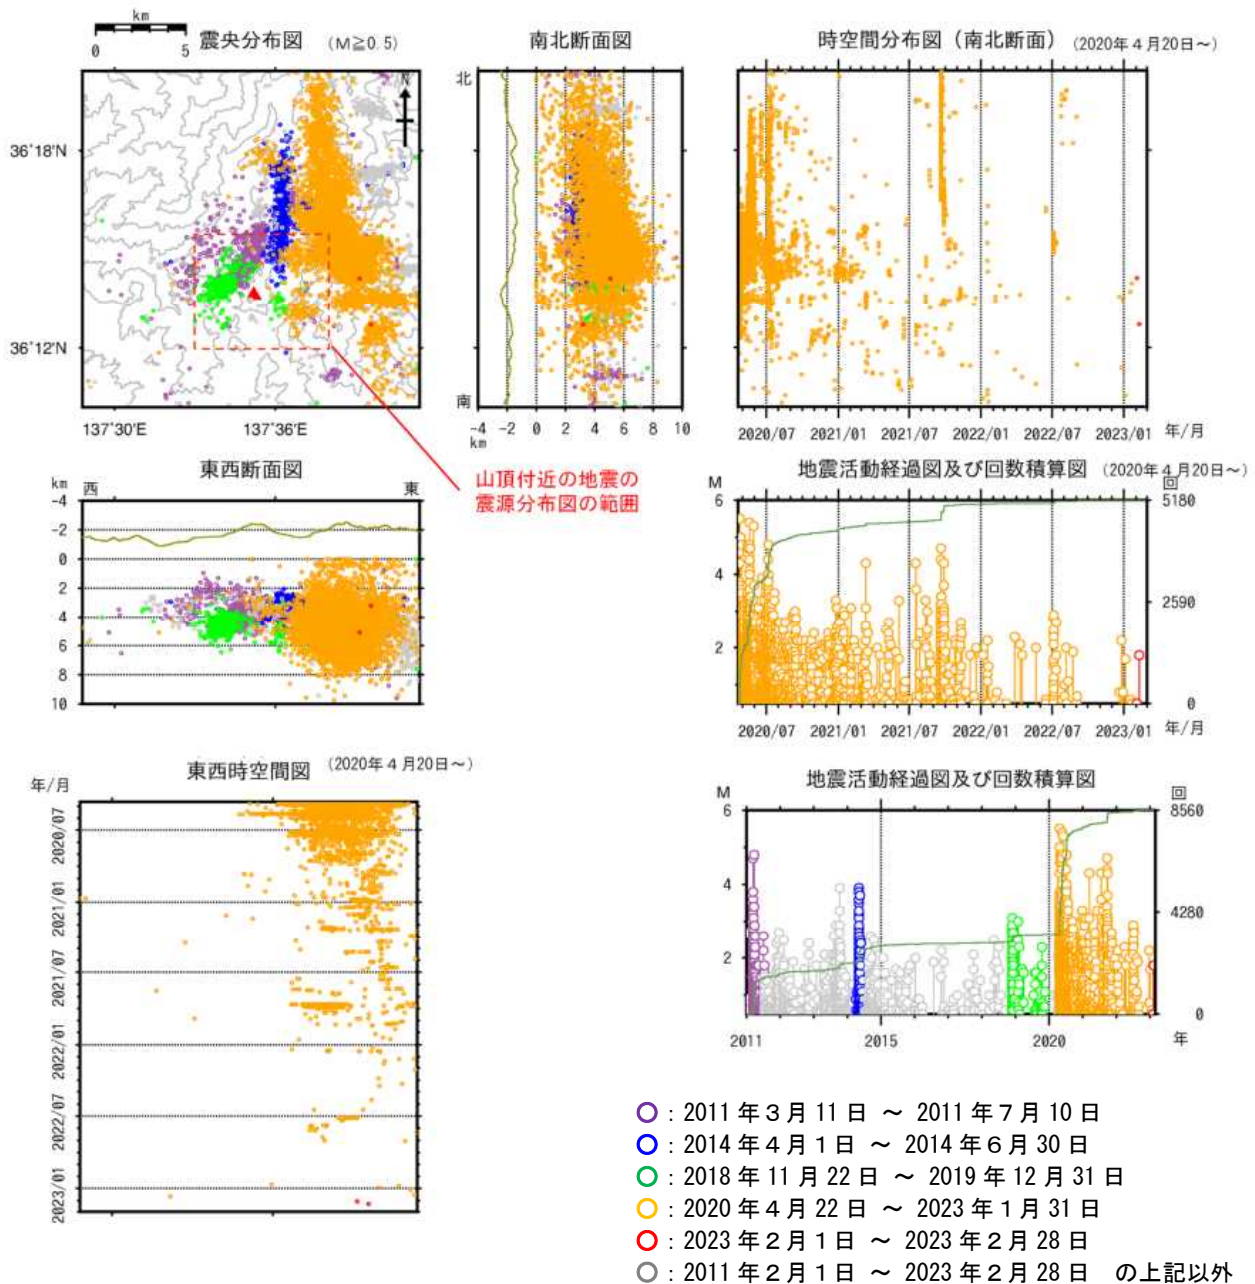 km
0 5
震央分布図 (M≧0.5)
N
36°18′N
36°12′N
137°30′E 137°36′E
南北断面図
北
南
-4 -2 0 2 4 6 8 10
km
時空間分布図（南北断面） (2020年4月20日～)
2020/07 2021/01 2021/07 2022/01 2022/07 2023/01 年/月
山頂付近の地震の
震源分布図の範囲
東西断面図
km 西 東
-4
-2
0
2
4
6
8
10
地震活動経過図及び回数積算図 (2020年4月20日～)
M 回
6 5180
4
2590
2
0
2020/07 2021/01 2021/07 2022/01 2022/07 2023/01 年/月
東西時空間図 (2020年4月20日～)
年/月
2020/07
2021/01
2021/07
2022/01
2022/07
2023/01
地震活動経過図及び回数積算図
M 回
6 8560
4
4280
2
0
2011 2015 2020 年
：2011年3月11日 ～ 2011年7月10日
：2014年4月1日 ～ 2014年6月30日
：2018年11月22日 ～ 2019年12月31日
：2020年4月22日 ～ 2023年1月31日
：2023年2月1日 ～ 2023年2月28日
：2011年2月1日 ～ 2023年2月28日 の上記以外